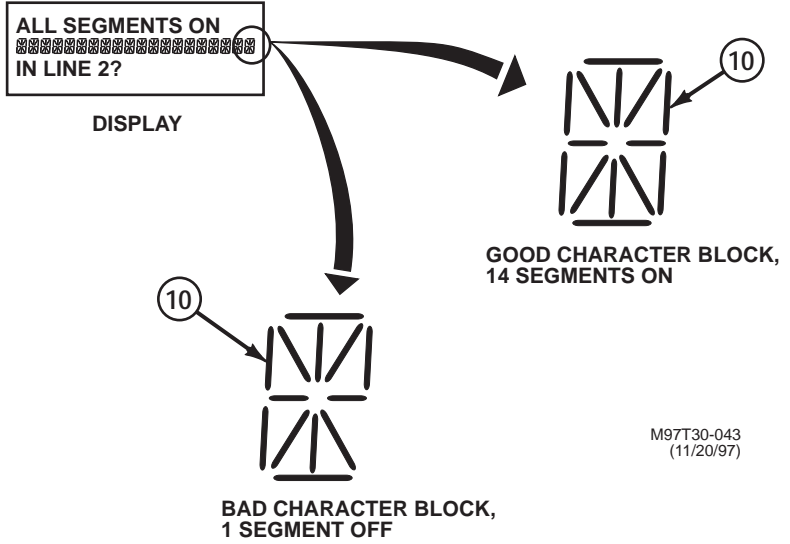 ALL SEGMENTS ON
IN LINE 2?
DISPLAY
10
GOOD CHARACTER BLOCK,
14 SEGMENTS ON
10
M97T30-043
(11/20/97)
BAD CHARACTER BLOCK,
1 SEGMENT OFF